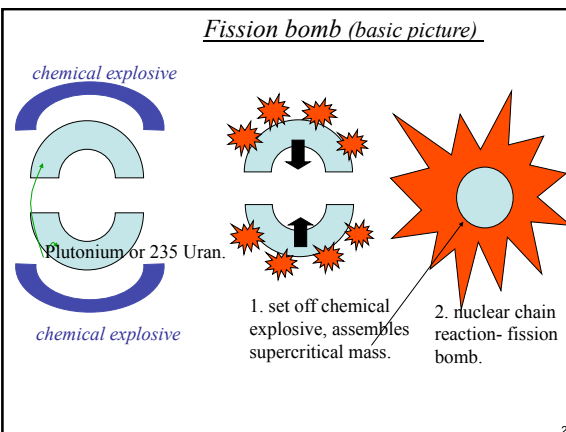 Fission bomb (basic picture)
chemical explosive
Plutonium or 235 Uran.
chemical explosive
1. set off chemical
explosive, assembles
supercritical mass.
2. nuclear chain
reaction- fission
bomb.
2